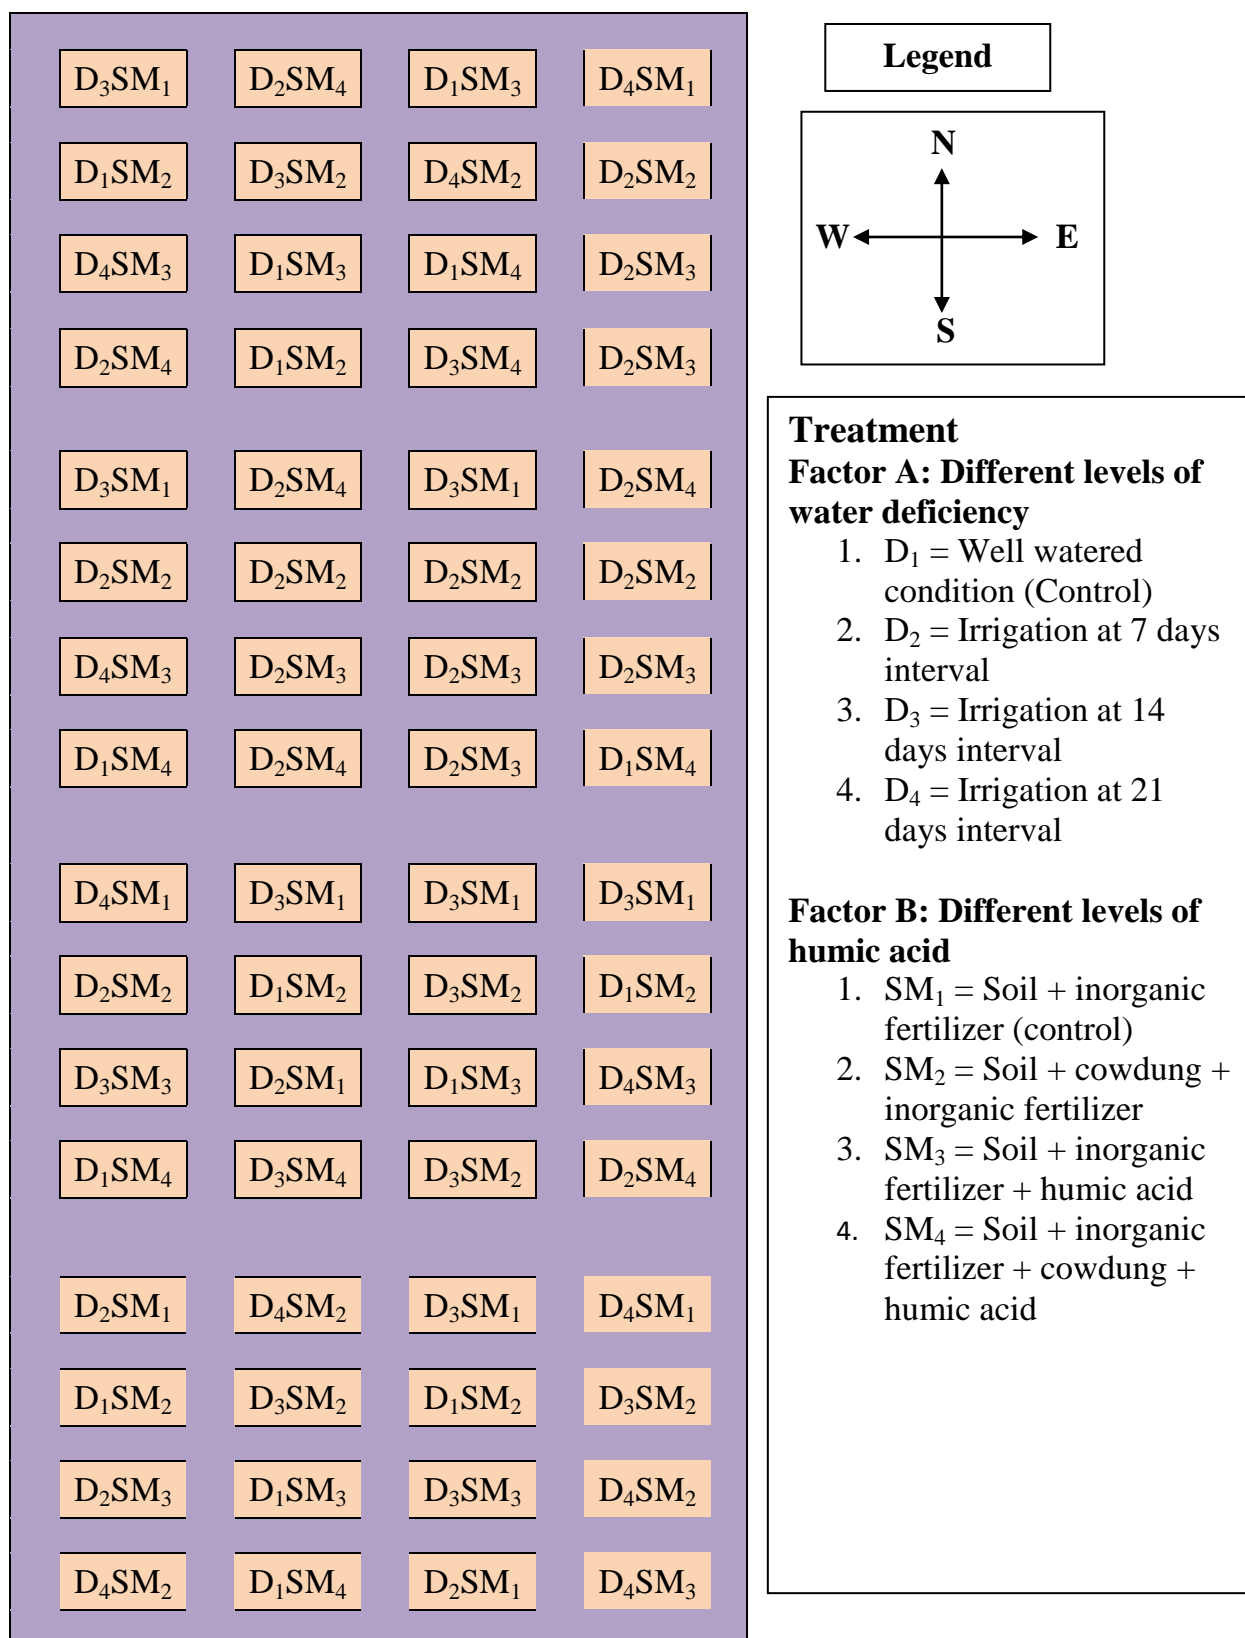 D₃SM₁ D₂SM₄ D₁SM₃ D₄SM₁
D₁SM₂ D₃SM₂ D₄SM₂ D₂SM₂
D₄SM₃ D₁SM₃ D₁SM₄ D₂SM₃
D₂SM₄ D₁SM₂ D₃SM₄ D₂SM₃
D₃SM₁ D₂SM₄ D₃SM₁ D₂SM₄
D₂SM₂ D₂SM₂ D₂SM₂ D₂SM₂
D₄SM₃ D₂SM₃ D₂SM₃ D₂SM₃
D₁SM₄ D₂SM₄ D₂SM₃ D₁SM₄
D₄SM₁ D₃SM₁ D₃SM₁ D₃SM₁
D₂SM₂ D₁SM₂ D₃SM₂ D₁SM₂
D₃SM₃ D₂SM₁ D₁SM₃ D₄SM₃
D₁SM₄ D₃SM₄ D₃SM₂ D₂SM₄
D₂SM₁ D₄SM₂ D₃SM₁ D₄SM₁
D₁SM₂ D₃SM₂ D₁SM₂ D₃SM₂
D₂SM₃ D₁SM₃ D₃SM₃ D₄SM₂
D₄SM₂ D₁SM₄ D₂SM₁ D₄SM₃
Legend
N
W E
S
Treatment
Factor A: Different levels of
water deficiency
1. D₁ = Well watered
condition (Control)
2. D₂ = Irrigation at 7 days
interval
3. D₃ = Irrigation at 14
days interval
4. D₄ = Irrigation at 21
days interval
Factor B: Different levels of
humic acid
1. SM₁ = Soil + inorganic
fertilizer (control)
2. SM₂ = Soil + cowdung +
inorganic fertilizer
3. SM₃ = Soil + inorganic
fertilizer + humic acid
4. SM₄ = Soil + inorganic
fertilizer + cowdung +
humic acid